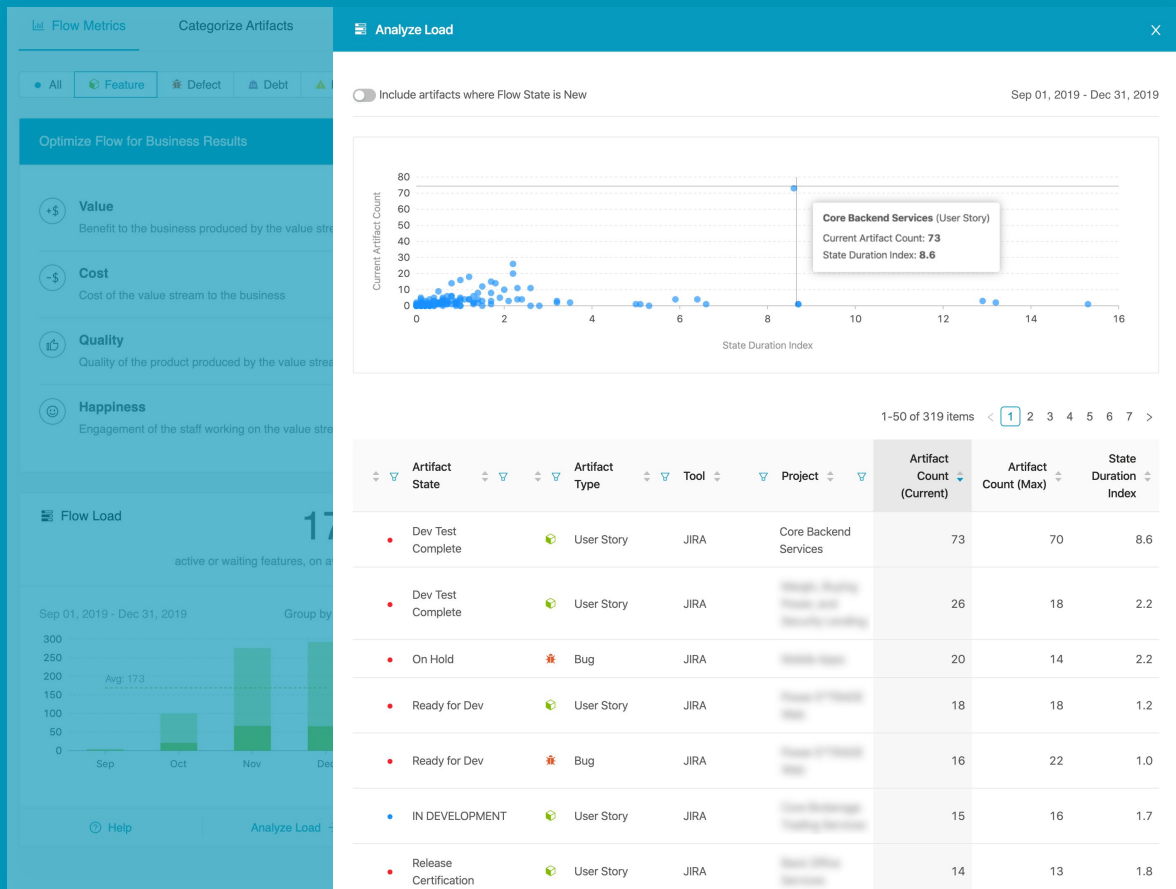 Flow Metrics
Categorize Artifacts
All
Feature
Defect
Debt
Optimize Flow for Business Results
+$
Value
Benefit to the business produced by the value stre
-$
Cost
Cost of the value stream to the business
Quality
Quality of the product produced by the value strea
Happiness
Engagement of the staff working on the value stre
Flow Load
17
active or waiting features, on a
Sep 01, 2019 - Dec 31, 2019
Group by
300
250
200
150
100
50
0
Avg: 173
Sep
Oct
Nov
Dec
Help
Analyze Load
Analyze Load
X
Include artifacts where Flow State is New
Sep 01, 2019 - Dec 31, 2019
Current Artifact Count
80
70
60
50
40
30
20
10
0
0 2 4 6 8 10 12 14 16
State Duration Index
Core Backend Services (User Story)
Current Artifact Count: 73
State Duration Index: 8.6
1-50 of 319 items < 1 2 3 4 5 6 7 >
Artifact State
Artifact Type
Tool
Project
Artifact Count (Current)
Artifact Count (Max)
State Duration Index
Dev Test Complete User Story JIRA Core Backend Services 73 70 8.6
Dev Test Complete User Story JIRA 26 18 2.2
On Hold Bug JIRA 20 14 2.2
Ready for Dev User Story JIRA 18 18 1.2
Ready for Dev Bug JIRA 16 22 1.0
IN DEVELOPMENT User Story JIRA 15 16 1.7
Release Certification User Story JIRA 14 13 1.8